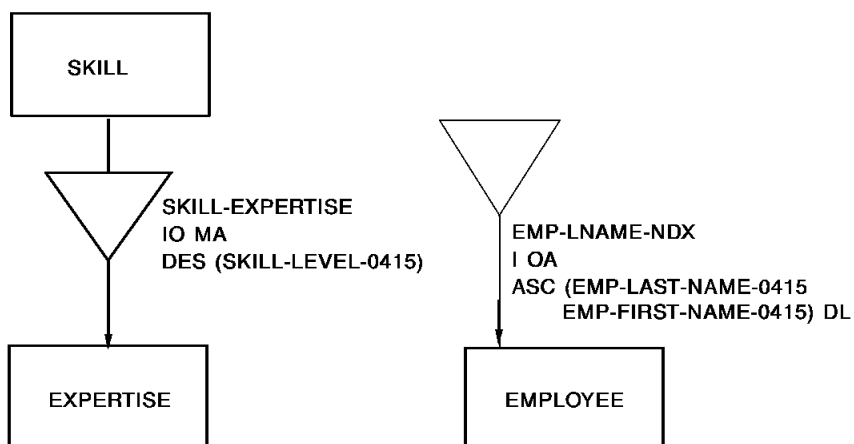 SKILL
SKILL-EXPERTISE
IO MA
DES (SKILL-LEVEL-0415)
EXPERTISE
EMP-LNAME-NDX
I OA
ASC (EMP-LAST-NAME-0415
EMP-FIRST-NAME-0415) DL
EMPLOYEE